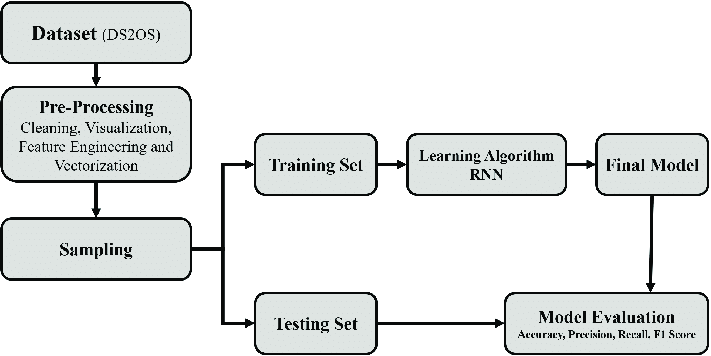 Dataset (DS2OS)
Pre-Processing
Cleaning, Visualization,
Feature Engineering and
Vectorization
Sampling
Training Set
Learning Algorithm
RNN
Final Model
Testing Set
Model Evaluation
Accuracy, Precision, Recall, F1 Score